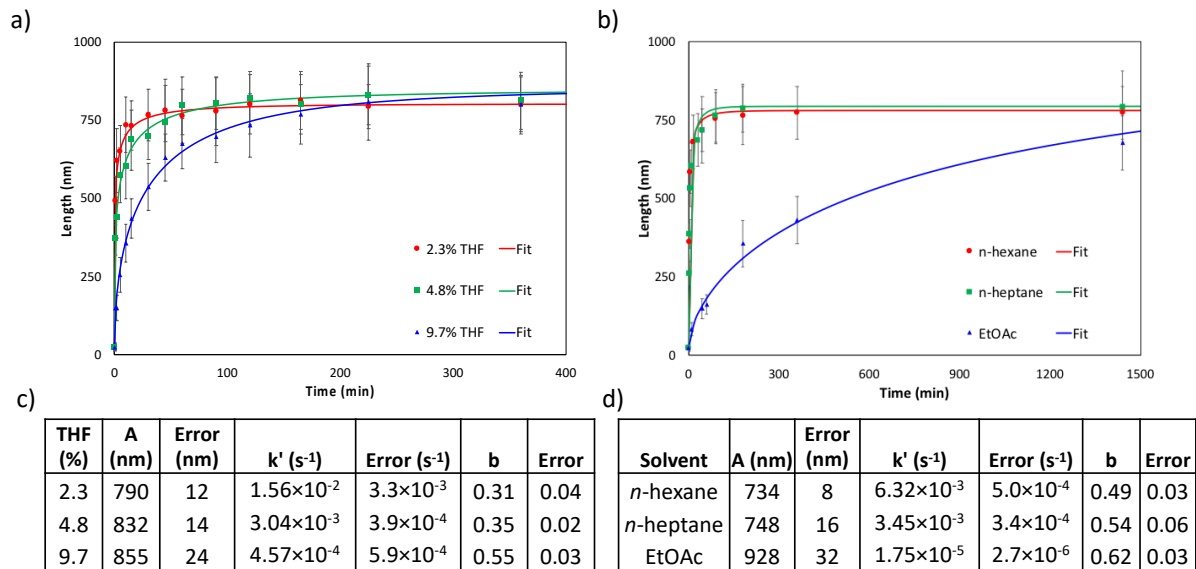 a)
1000
750
500
250
0
Length (nm)
0 100 200 300 400
Time (min)
2.3% THF Fit
4.8% THF Fit
9.7% THF Fit
b)
1000
750
500
250
0
Length (nm)
0 300 600 900 1200 1500
Time (min)
n-hexane Fit
n-heptane Fit
EtOAc Fit
c)
THF (%) A (nm) Error (nm) k' (s⁻¹) Error (s⁻¹) b Error
2.3 790 12 1.56×10⁻² 3.3×10⁻³ 0.31 0.04
4.8 832 14 3.04×10⁻³ 3.9×10⁻⁴ 0.35 0.02
9.7 855 24 4.57×10⁻⁴ 5.9×10⁻⁴ 0.55 0.03
d)
Solvent A (nm) Error (nm) k' (s⁻¹) Error (s⁻¹) b Error
n-hexane 734 8 6.32×10⁻³ 5.0×10⁻⁴ 0.49 0.03
n-heptane 748 16 3.45×10⁻³ 3.4×10⁻⁴ 0.54 0.06
EtOAc 928 32 1.75×10⁻⁵ 2.7×10⁻⁶ 0.62 0.03